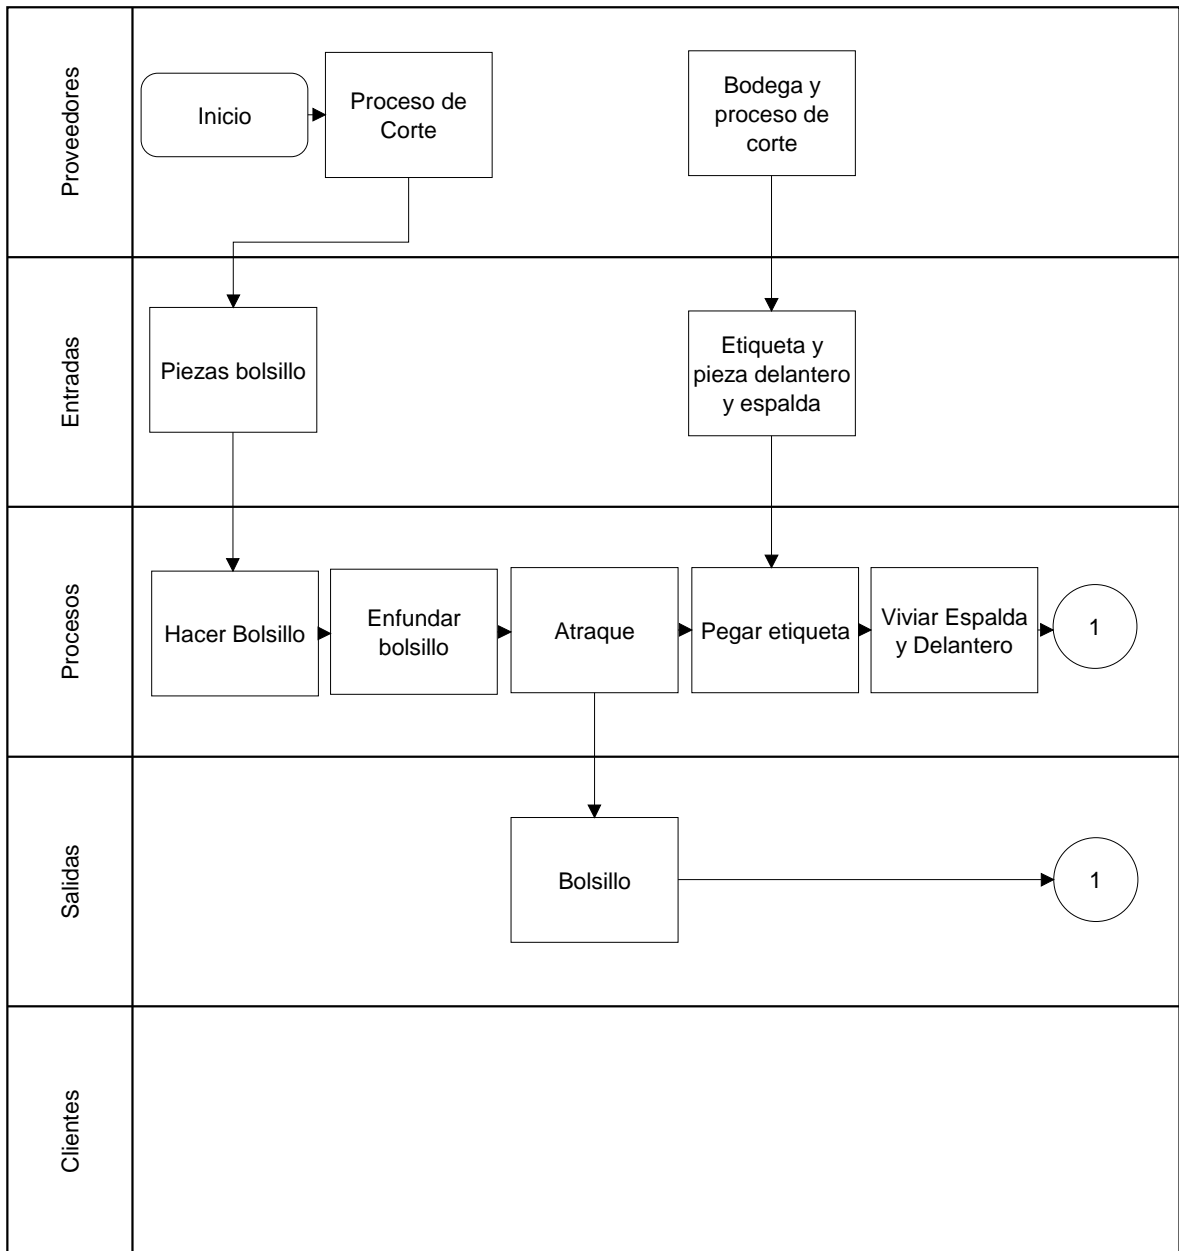 Proveedores
Inicio
Proceso de
Corte
Bodega y
proceso de
corte
Entradas
Piezas bolsillo
Etiqueta y
pieza delantero
y espalda
Procesos
Hacer Bolsillo
Enfundar
bolsillo
Atraque
Pegar etiqueta
Viviar Espalda
y Delantero
1
Salidas
Bolsillo
1
Clientes